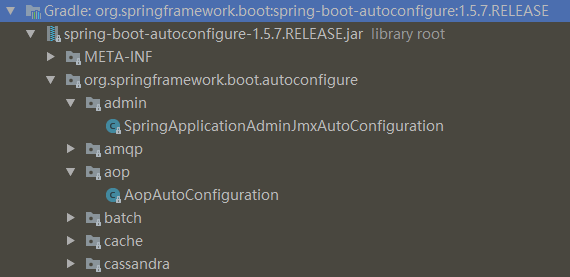 Gradle: org.springframework.boot:spring-boot-autoconfigure:1.5.7.RELEASE
spring-boot-autoconfigure-1.5.7.RELEASE.jar library root
META-INF
org.springframework.boot.autoconfigure
admin
SpringApplicationAdminJmxAutoConfiguration
amqp
aop
AopAutoConfiguration
batch
cache
cassandra